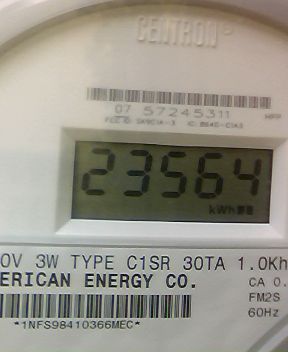 CENTRON
07 57245311
23564
kWh
0V 3W TYPE C1SR 30TA 1.0Kh
ERICAN ENERGY CO.
CA 0.
FM2S
60Hz
*1NFS98410366MEC*